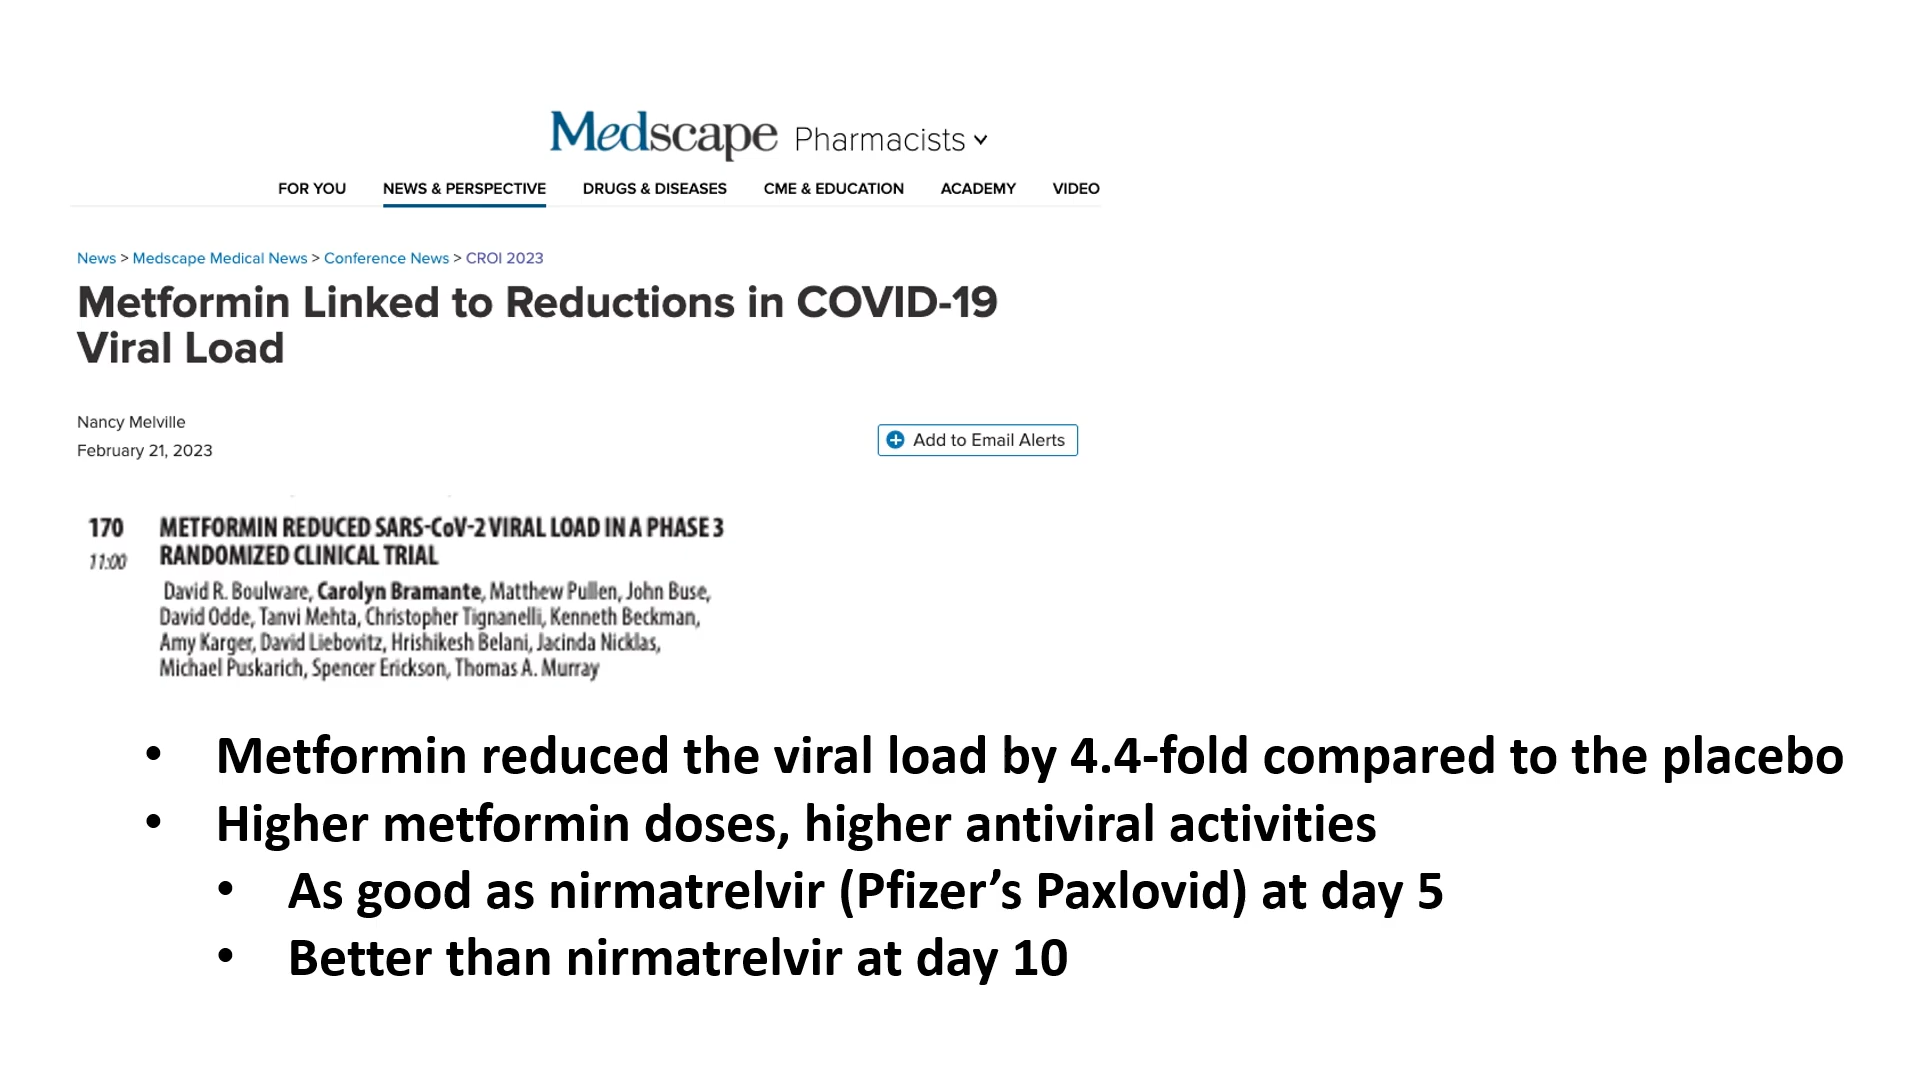 Medscape Pharmacists
FOR YOU NEWS & PERSPECTIVE DRUGS & DISEASES CME & EDUCATION ACADEMY VIDEO
News > Medscape Medical News > Conference News > CROI 2023
Metformin Linked to Reductions in COVID-19
Viral Load
Nancy Melville
February 21, 2023
Add to Email Alerts
170 METFORMIN REDUCED SARS-CoV-2 VIRAL LOAD IN A PHASE 3
11:00 RANDOMIZED CLINICAL TRIAL
David R. Boulware, Carolyn Bramante, Matthew Pullen, John Buse,
David Odde, Tanvi Mehta, Christopher Tignanelli, Kenneth Beckman,
Amy Karger, David Liebovitz, Hrishikesh Belani, Jacinda Nicklas,
Michael Puskarich, Spencer Erickson, Thomas A. Murray
• Metformin reduced the viral load by 4.4-fold compared to the placebo
• Higher metformin doses, higher antiviral activities
• As good as nirmatrelvir (Pfizer’s Paxlovid) at day 5
• Better than nirmatrelvir at day 10